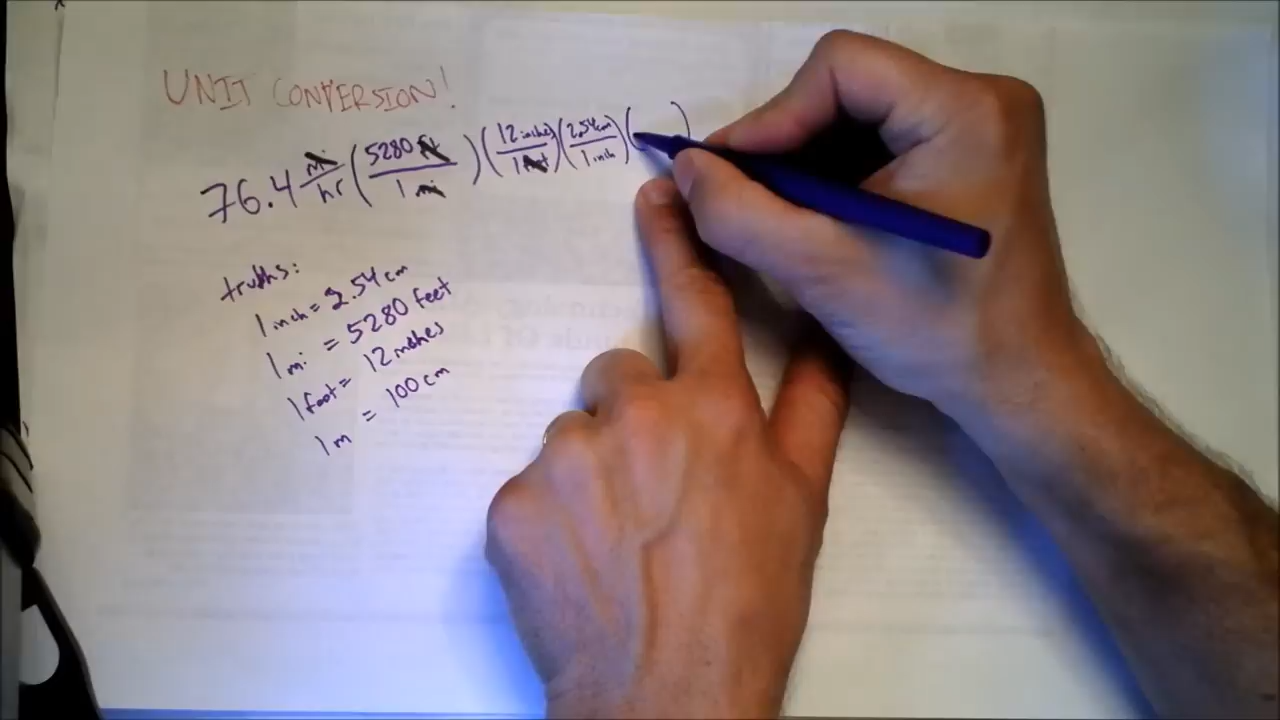 UNIT CONVERSION!
76.4 mi/hr (5280 ft/1 mi) (12 inches/1 foot) (2.54 cm/1 inch) ( )
truths:
1 inch = 2.54 cm
1 mi = 5280 feet
1 foot = 12 inches
1 m = 100 cm